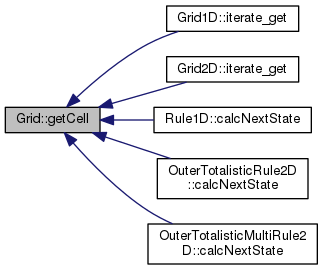 Grid1D::iterate_get
Grid2D::iterate_get
Grid::getCell
Rule1D::calcNextState
OuterTotalisticRule2D
::calcNextState
OuterTotalisticMultiRule2
D::calcNextState